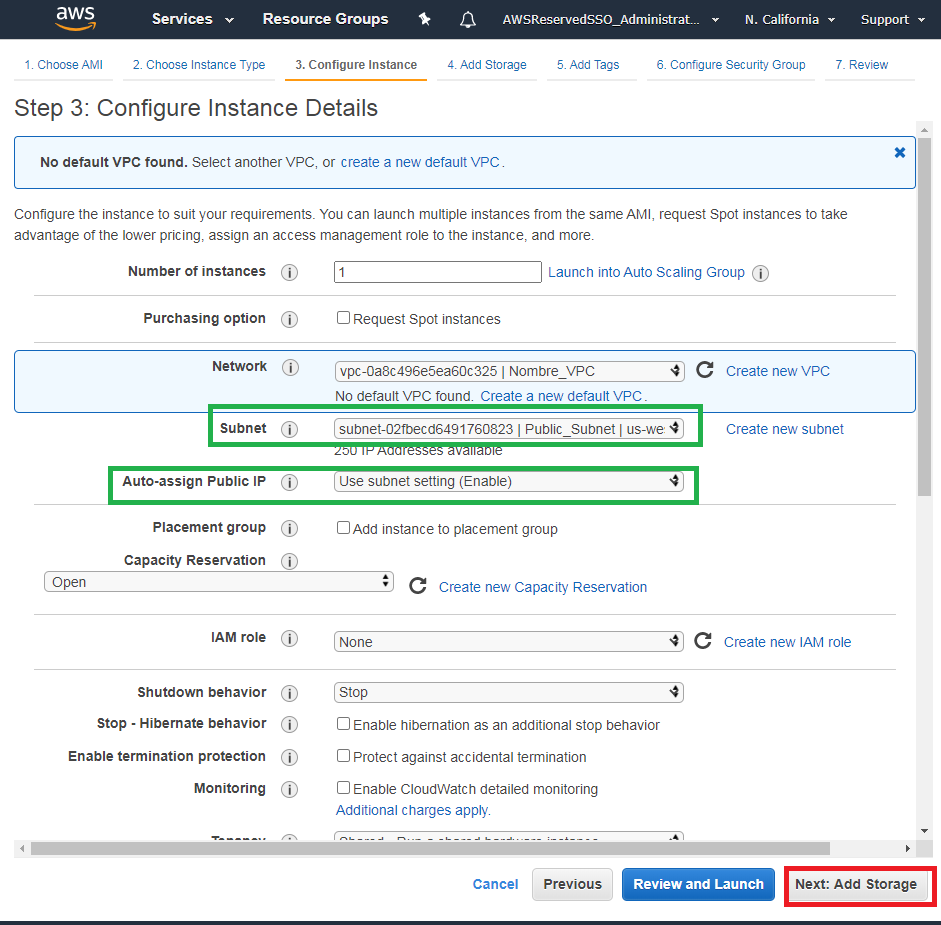 aws Services Resource Groups AWSReservedSSO_Administrat... N. California Support
1. Choose AMI 2. Choose Instance Type 3. Configure Instance 4. Add Storage 5. Add Tags 6. Configure Security Group 7. Review
Step 3: Configure Instance Details
No default VPC found. Select another VPC, or create a new default VPC.
Configure the instance to suit your requirements. You can launch multiple instances from the same AMI, request Spot instances to take
advantage of the lower pricing, assign an access management role to the instance, and more.
Number of instances i 1 Launch into Auto Scaling Group i
Purchasing option i Request Spot instances
Network i vpc-0a8c496e5ea60c325 | Nombre_VPC Create new VPC
No default VPC found. Create a new default VPC.
Subnet i subnet-02fbecd6491760823 | Public_Subnet | us-wes Create new subnet
250 IP Addresses available
Auto-assign Public IP i Use subnet setting (Enable)
Placement group i Add instance to placement group
Capacity Reservation i
Open Create new Capacity Reservation
IAM role i None Create new IAM role
Shutdown behavior i Stop
Stop - Hibernate behavior i Enable hibernation as an additional stop behavior
Enable termination protection i Protect against accidental termination
Monitoring i Enable CloudWatch detailed monitoring
Additional charges apply.
Tenancy i Shared - Run a shared hardware instance
Cancel Previous Review and Launch Next: Add Storage